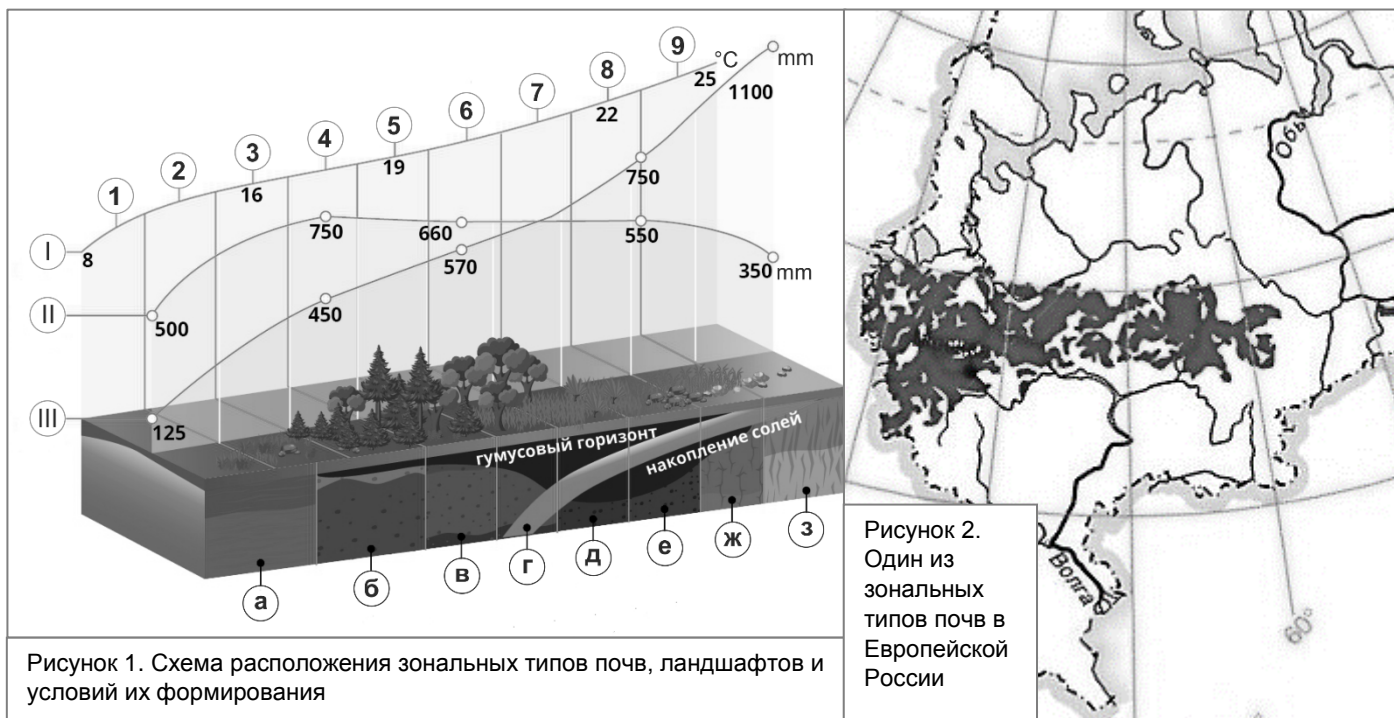 1
2
3
4
5
6
7
8
9
°C
mm
8
16
19
22
25
1100
I
II
III
500
750
660
550
350 mm
750
570
450
125
гумусовый горизонт
накопление солей
а
б
в
г
д
е
ж
з
Рисунок 1. Схема расположения зональных типов почв, ландшафтов и
условий их формирования
Обь
Волга
60°
Рисунок 2.
Один из
зональных
типов почв в
Европейской
России